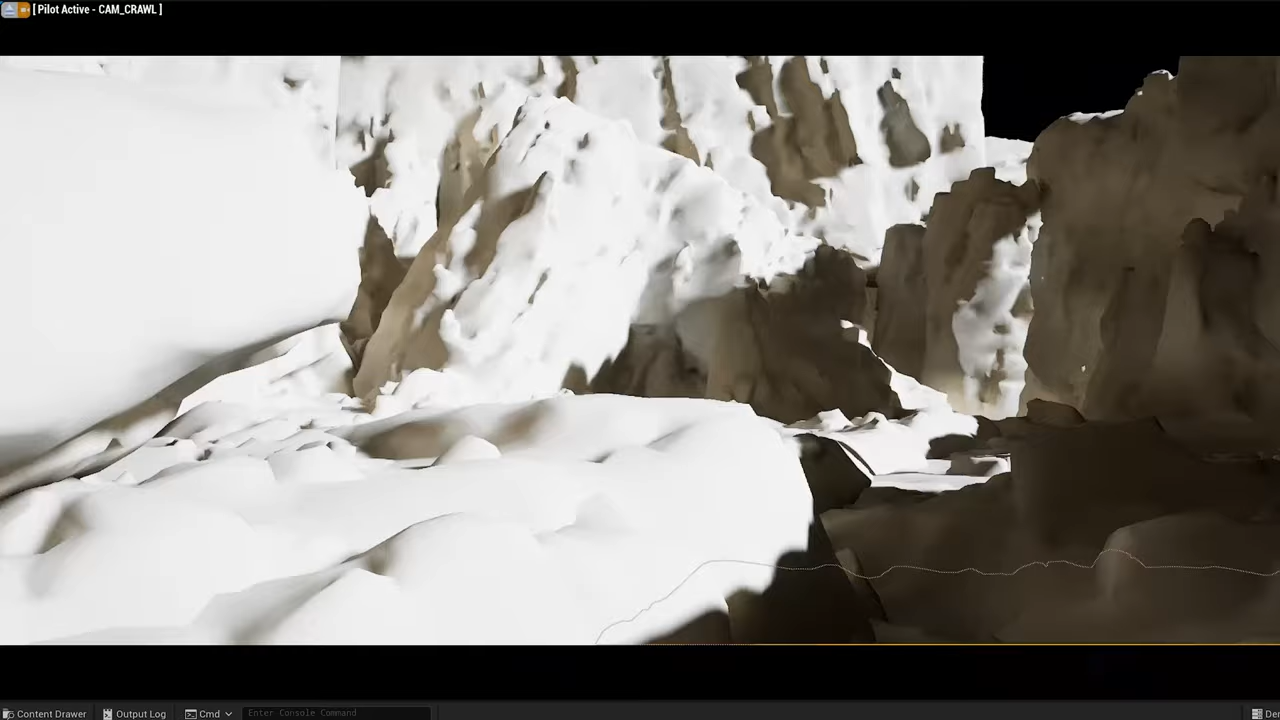 [ Pilot Active - CAM_CRAWL ]
Content Drawer Output Log Cmd Enter Console Command